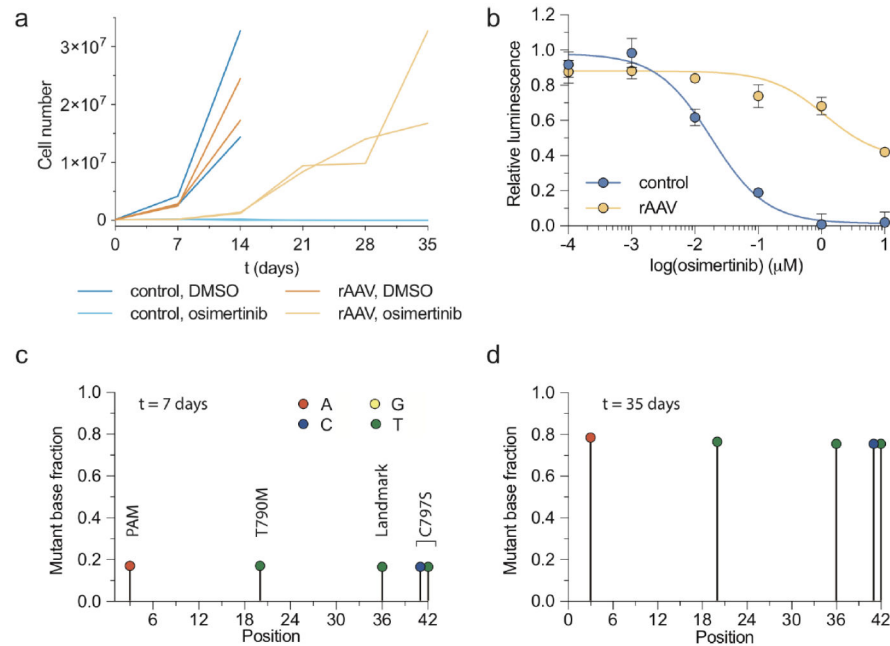 a
Cell number
3×10⁷
2×10⁷
1×10⁷
0
0 7 14 21 28 35
t (days)
control, DMSO
rAAV, DMSO
control, osimertinib
rAAV, osimertinib
b
Relative luminescence
1.2
1.0
0.8
0.6
0.4
0.2
0.0
control
rAAV
-4 -3 -2 -1 0 1
log(osimertinib) (μM)
c
Mutant base fraction
1.0
0.8
0.6
0.4
0.2
0.0
t = 7 days
A G
C T
PAM
T790M
Landmark
C797S
6 12 18 24 30 36 42
Position
d
Mutant base fraction
1.0
0.8
0.6
0.4
0.2
0.0
t = 35 days
0 6 12 18 24 30 36 42
Position